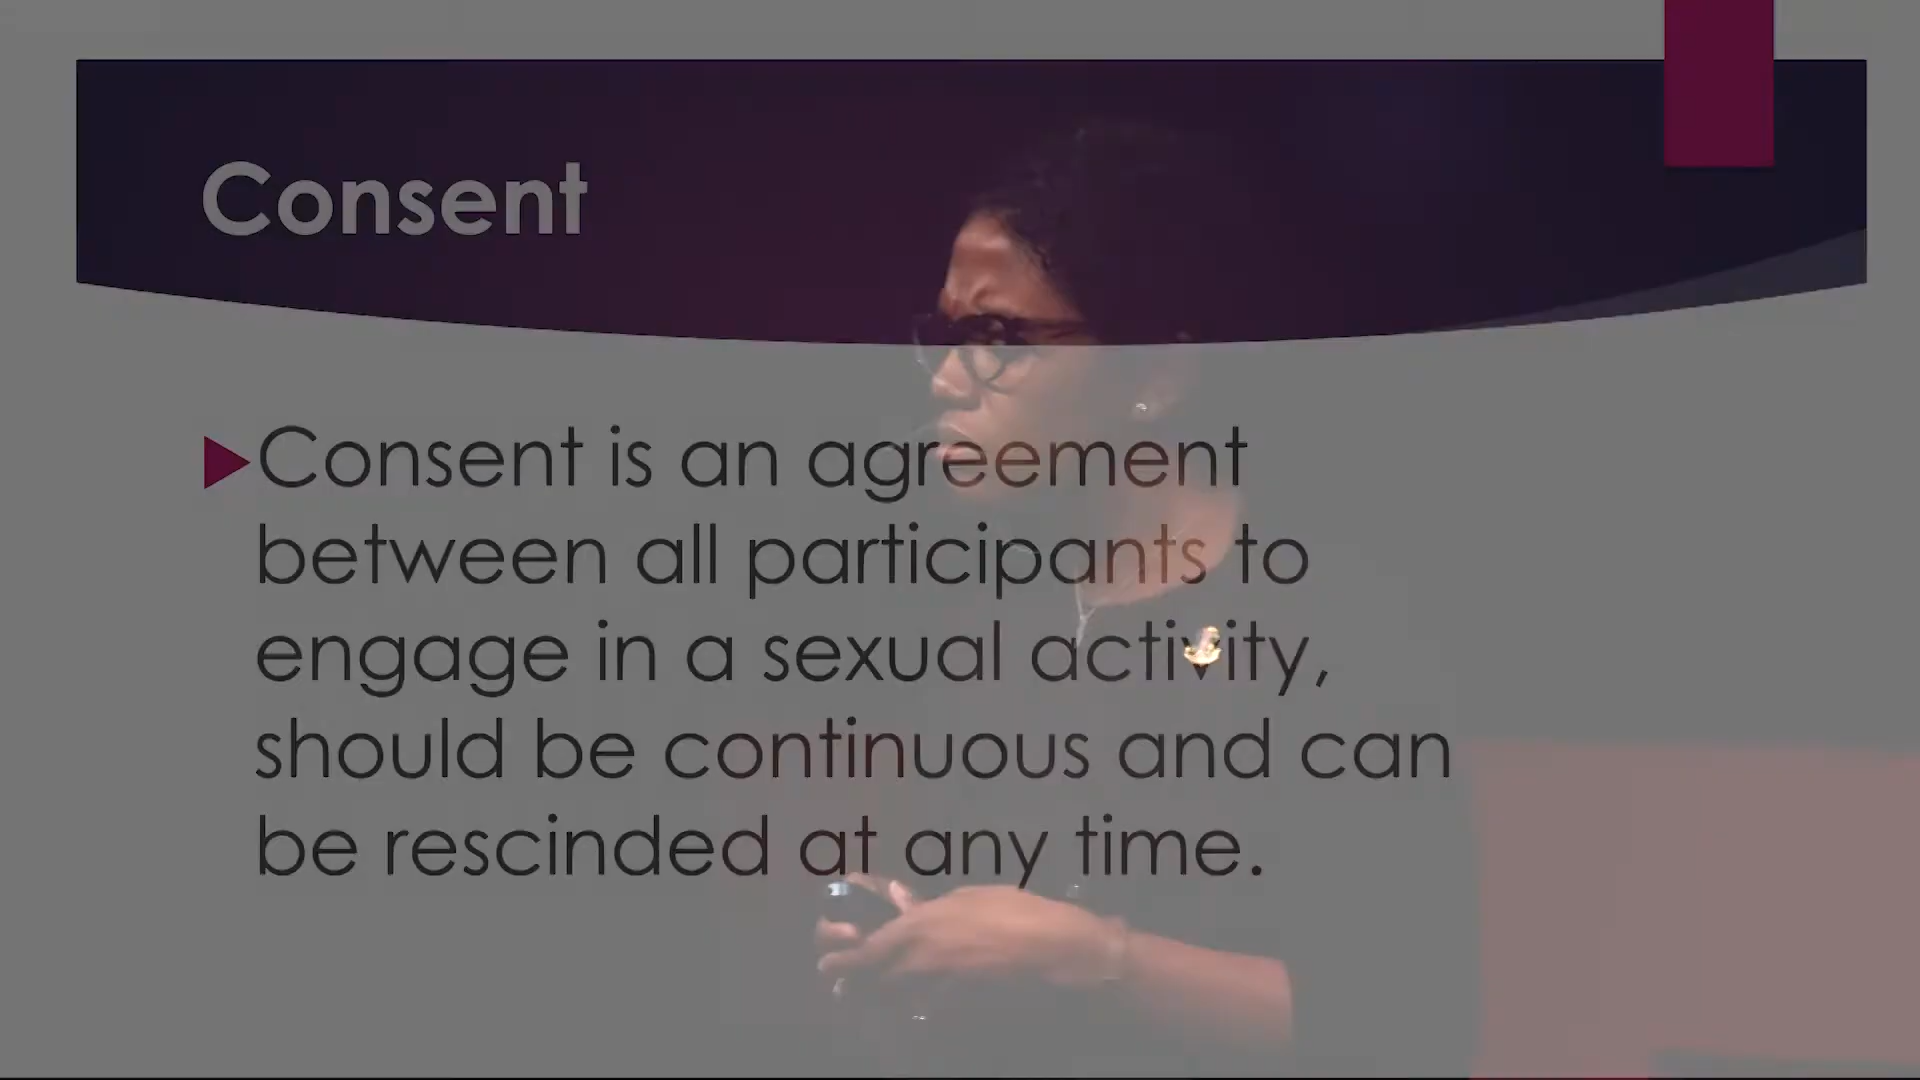 Consent
Consent is an agreement
between all participants to
engage in a sexual activity,
should be continuous and can
be rescinded at any time.